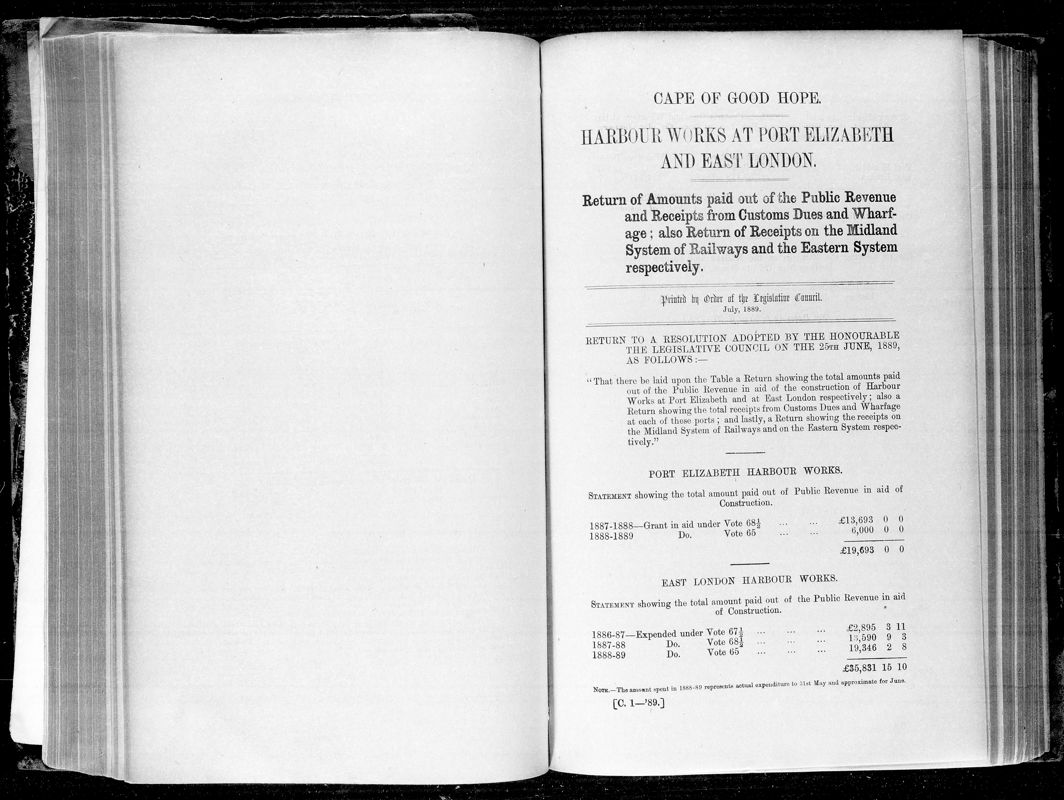 CAPE OF GOOD HOPE.
HARBOUR WORKS AT PORT ELIZABETH
AND EAST LONDON.
Return of Amounts paid out of the Public Revenue
and Receipts from Customs Dues and Wharf-
age; also Return of Receipts on the Midland
System of Railways and the Eastern System
respectively.
Printed by Order of the Legislative Council.
July, 1889.
RETURN TO A RESOLUTION ADOPTED BY THE HONOURABLE
THE LEGISLATIVE COUNCIL ON THE 25TH JUNE, 1889,
AS FOLLOWS:—
"That there be laid upon the Table a Return showing the total amounts paid
out of the Public Revenue in aid of the construction of Harbour
Works at Port Elizabeth and at East London respectively; also a
Return showing the total receipts from Customs Dues and Wharfage
at each of those ports; and lastly, a Return showing the receipts on
the Midland System of Railways and on the Eastern System respec-
tively."
PORT ELIZABETH HARBOUR WORKS.
STATEMENT showing the total amount paid out of Public Revenue in aid of
Construction.
1887-1888—Grant in aid under Vote 68½ ... ... £13,693 0 0
1888-1889 Do. Vote 65 ... ... 6,000 0 0
£19,693 0 0
EAST LONDON HARBOUR WORKS.
STATEMENT showing the total amount paid out of the Public Revenue in aid
of Construction.
1886-87—Expended under Vote 67½ ... ... ... £2,895 3 11
1887-88 Do. Vote 68½ ... ... ... 13,590 9 3
1888-89 Do. Vote 65 ... ... ... 19,346 2 8
£35,831 15 10
NOTE.—The amount spent in 1888-89 represents actual expenditure to 31st May and approximate for June.
[C. 1—'89.]